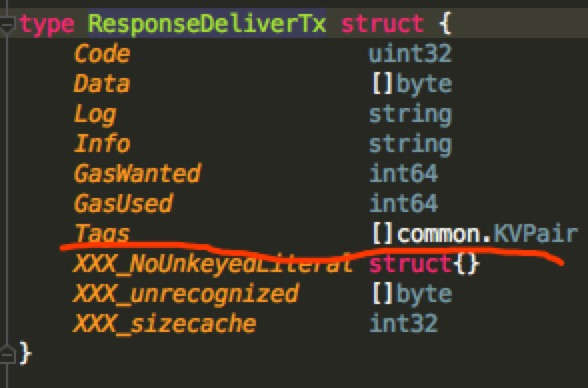 type ResponseDeliverTx struct {
Code uint32
Data []byte
Log string
Info string
GasWanted int64
GasUsed int64
Tags []common.KVPair
XXX_NoUnkeyedLiteral struct{}
XXX_unrecognized []byte
XXX_sizecache int32
}